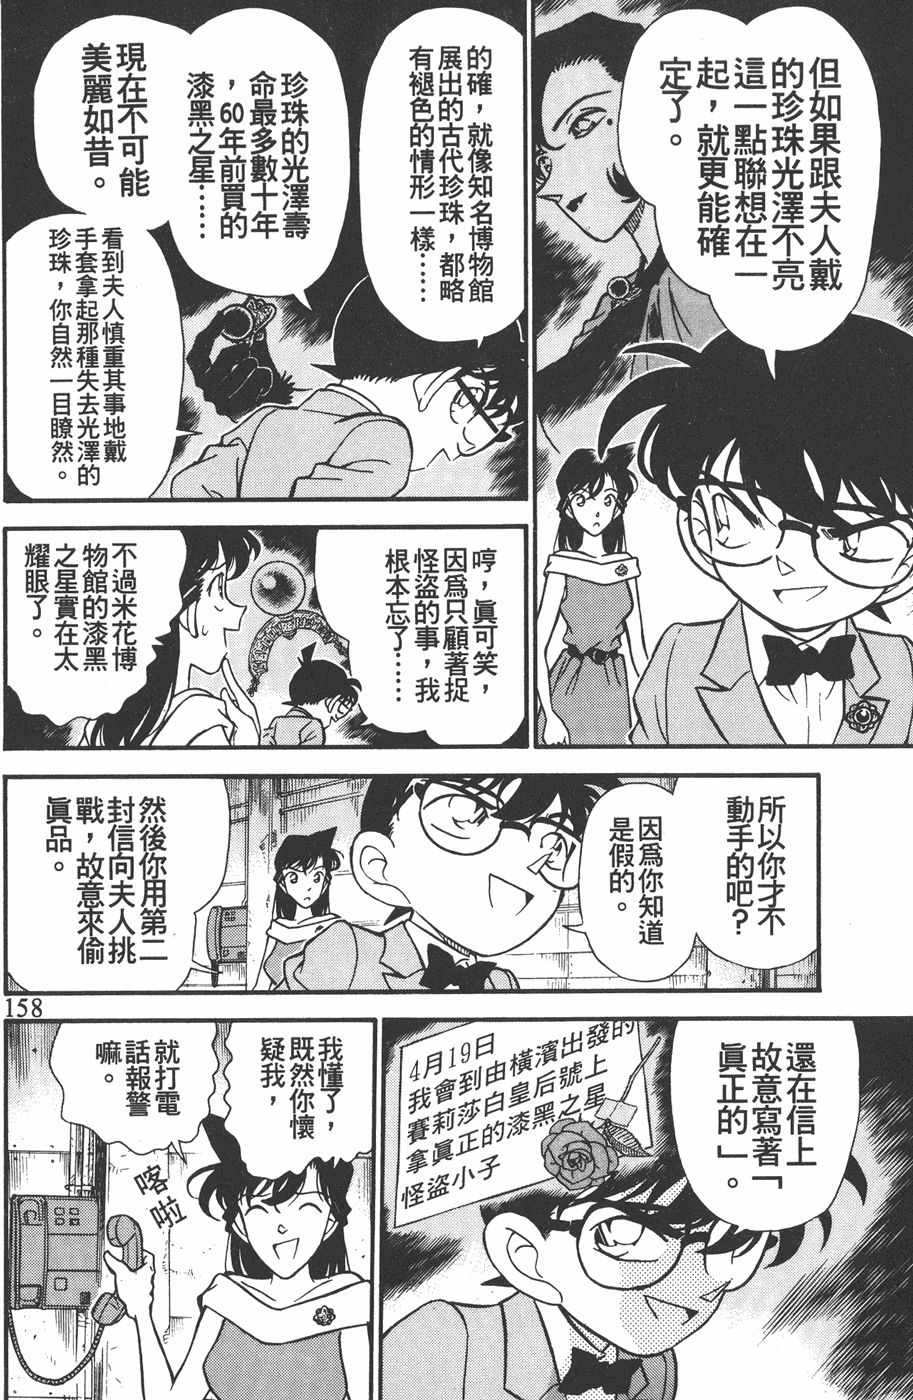 但如果跟夫人戴
的珍珠光澤不亮
這一點聯想在一
起，就更能確
定了。
的確，就像知名博物館
展出的古代珍珠，都略
有褪色的情形一樣……
珍珠的光澤壽
命最多數十年
，60年前買的
漆黑之星……
現在不可能
美麗如昔。
看到夫人慎重其事地戴
手套拿起那種失去光澤的
珍珠，你自然一目瞭然。
哼，眞可笑，
因爲只顧著捉
怪盜的事，我
根本忘了……
不過米花博
物館的漆黑
之星實在太
耀眼了。
所以你才不
動手的吧？
因爲你知道
是假的。
然後你用第二
封信向夫人挑
戰，故意來偷
眞品。
158
還在信上
故意寫著「
眞正的」。
4月19日
我會到由橫濱出發的
賽莉莎白皇后號上
拿眞正的漆黑之星
怪盜小子
我懂了，
既然你懷
疑我，
就打電
話報警
嘛。
喀啦